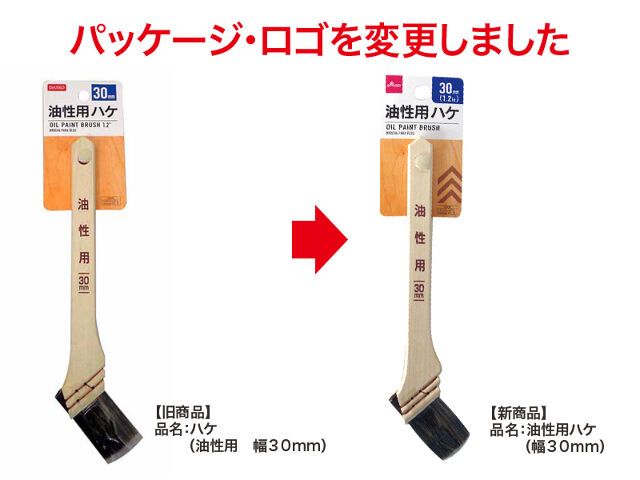 パッケージ・ロゴを変更しました
DAISO
30mm
油性用ハケ
OIL PAINT BRUSH 1.2"
油性用
30mm
【旧商品】
品名:ハケ
(油性用 幅30mm)
DAISO
30mm
(1.2in)
油性用ハケ
OIL PAINT BRUSH
油性用
30mm
【新商品】
品名:油性用ハケ
(幅30mm)